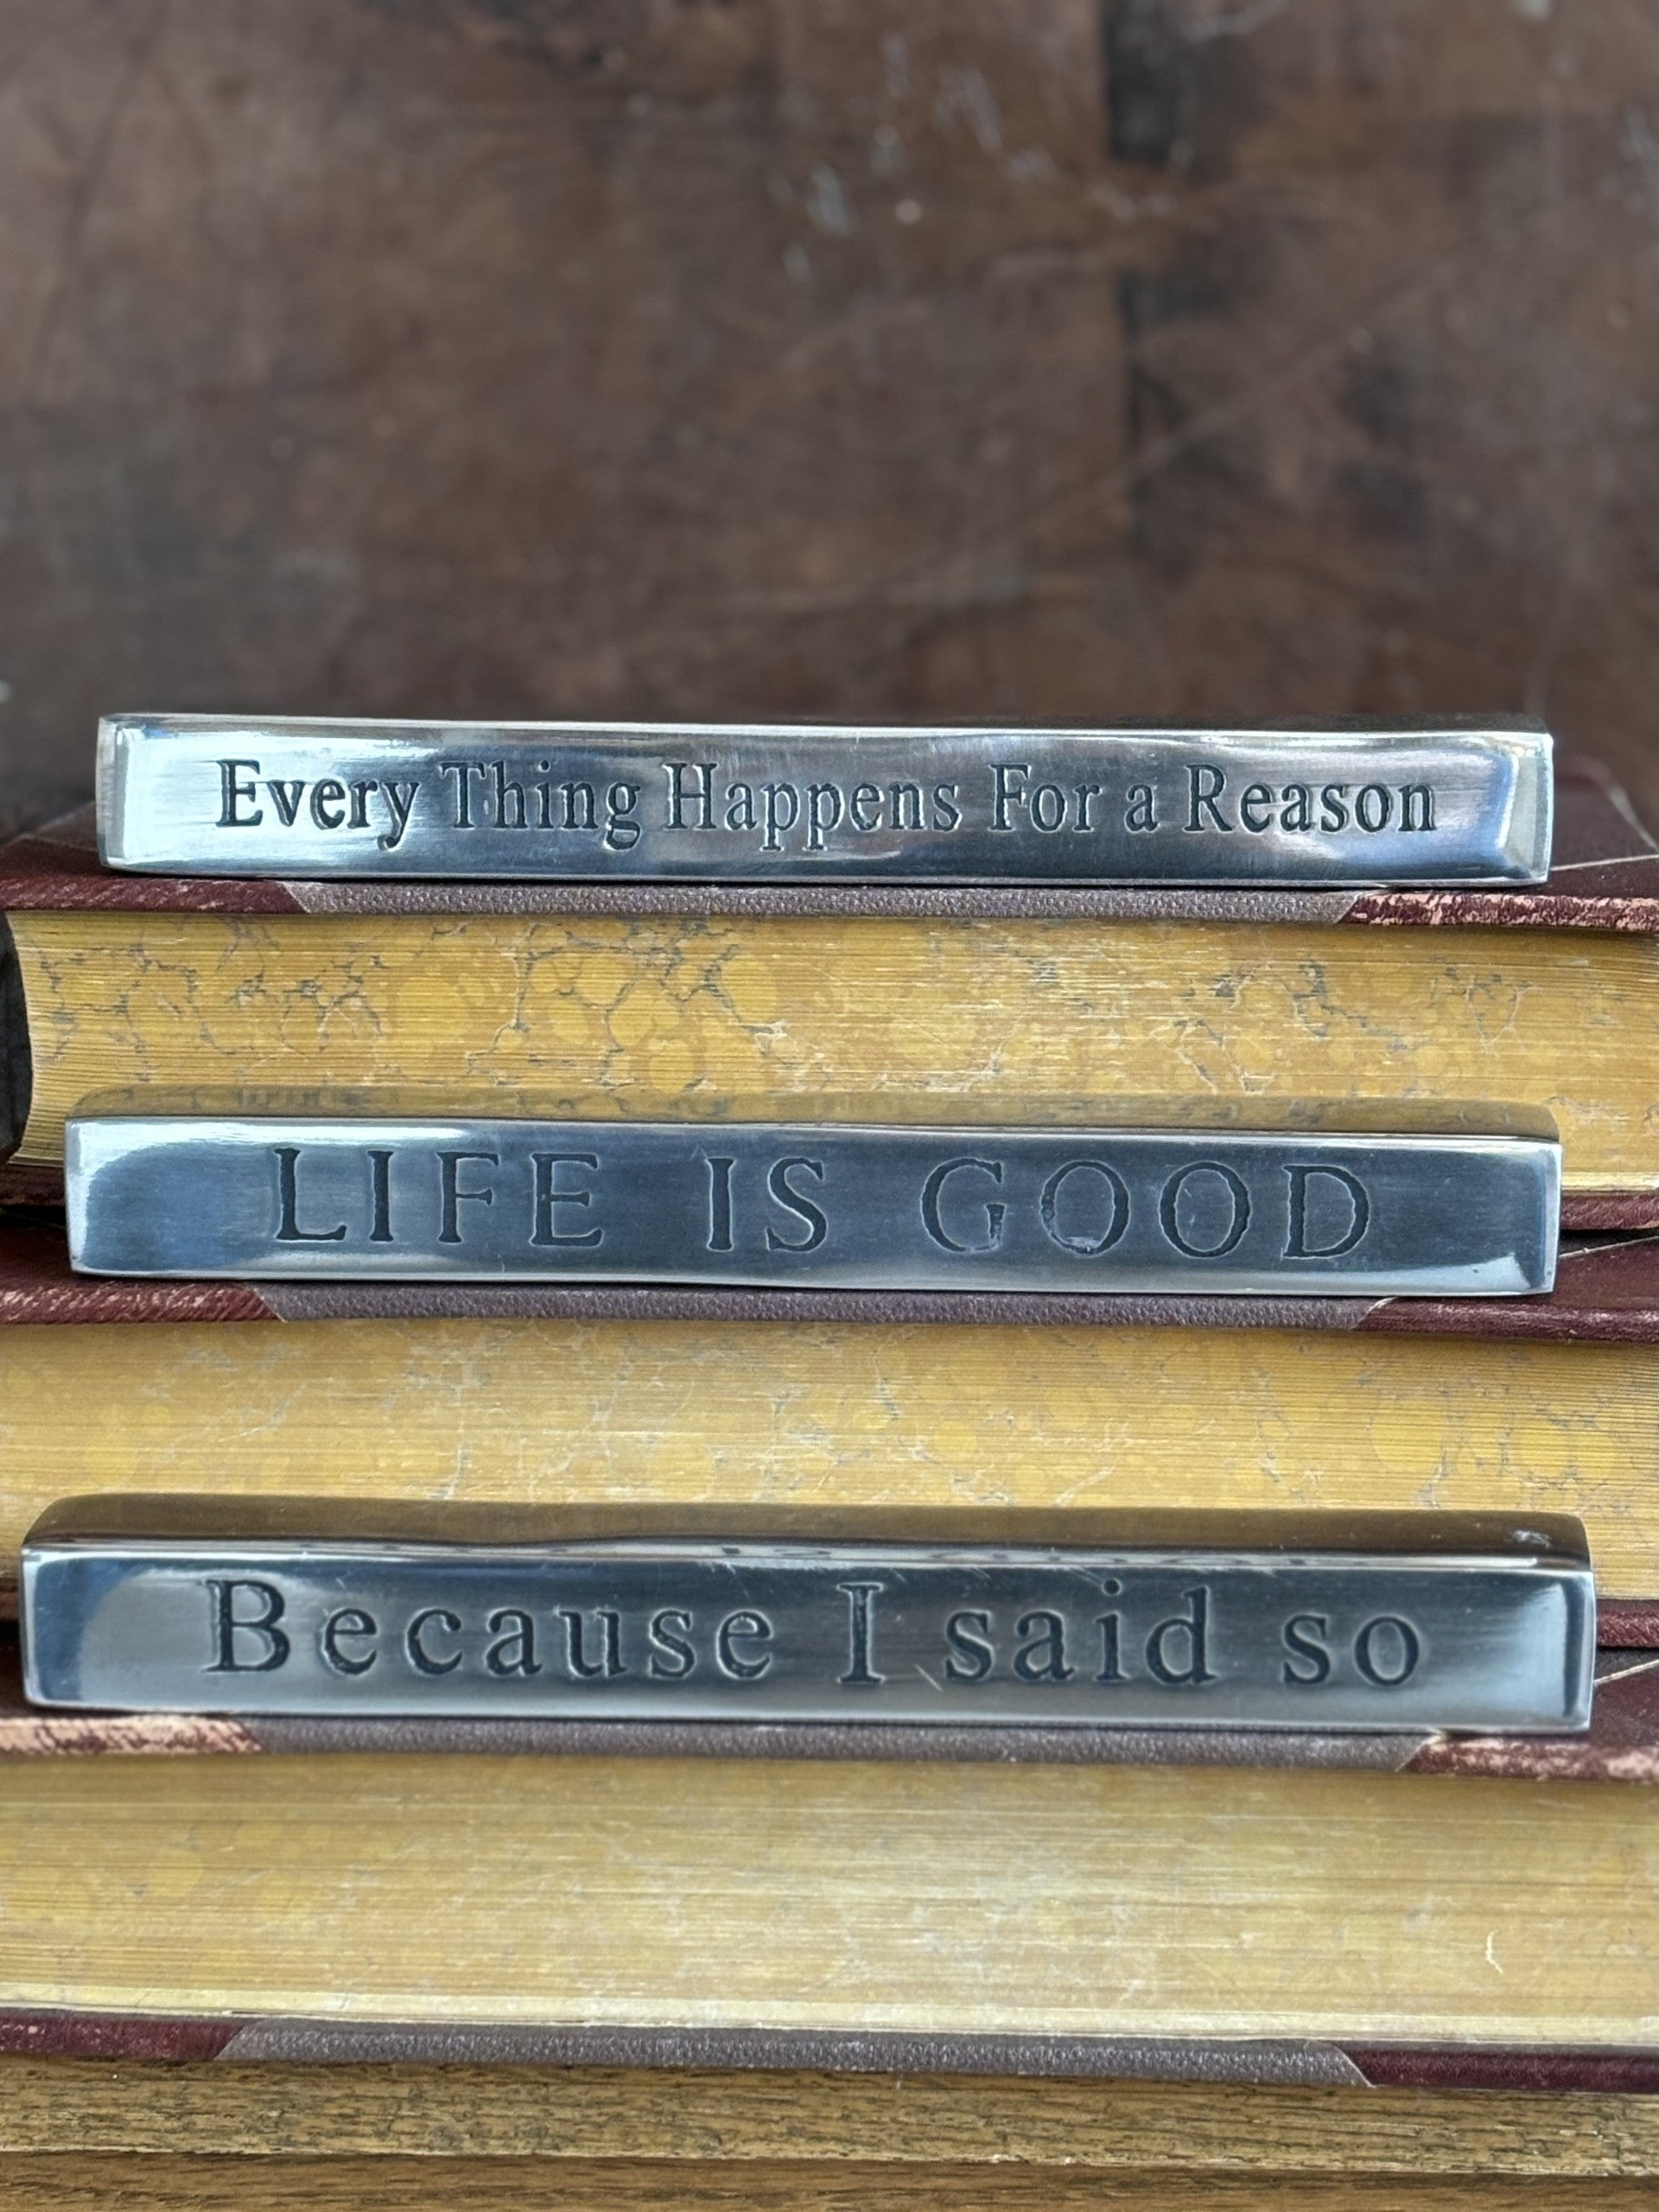 Every Thing Happens For a Reason
LIFE IS GOOD
Because I said so